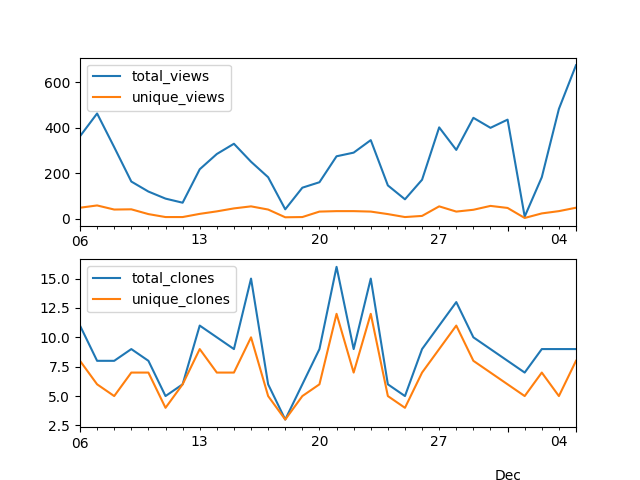 total_views
unique_views
600
400
200
0
06 13 20 27 04
total_clones
unique_clones
15.0
12.5
10.0
7.5
5.0
2.5
06 13 20 27 04
Dec